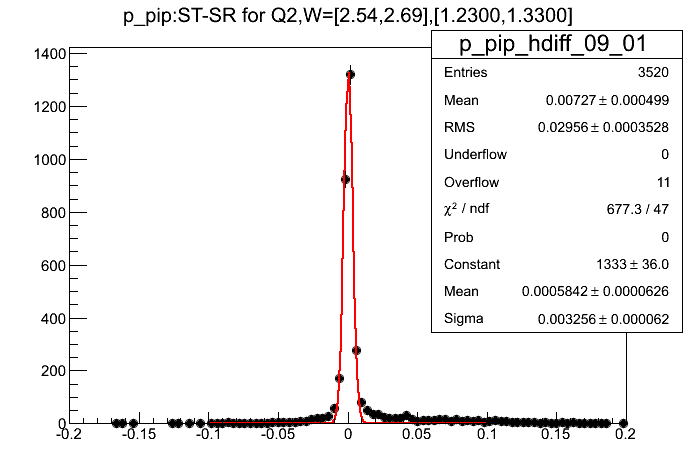 p_pip:ST-SR for Q2,W=[2.54,2.69],[1.2300,1.3300]
p_pip_hdiff_09_01
Entries 3520
Mean 0.00727 ± 0.000499
RMS 0.02956 ± 0.0003528
Underflow 0
Overflow 11
χ² / ndf 677.3 / 47
Prob 0
Constant 1333 ± 36.0
Mean 0.0005842 ± 0.0000626
Sigma 0.003256 ± 0.000062
1400
1200
1000
800
600
400
200
0
-0.2 -0.15 -0.1 -0.05 0 0.05 0.1 0.15 0.2